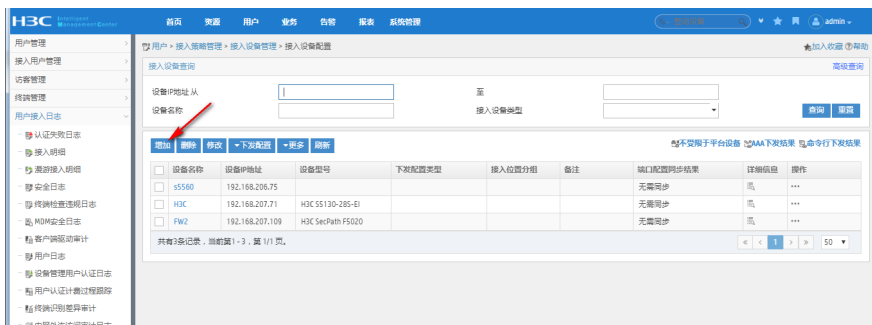 H3C Intelligent Management Center
首页 资源 用户 业务 告警 报表 系统管理
admin
用户管理
接入用户管理
访客管理
终端管理
用户接入日志
认证失败日志
接入明细
漫游接入明细
安全日志
终端检查违规日志
MDM安全日志
客户端驱动审计
用户日志
设备管理用户认证日志
用户认证计费过程跟踪
终端识别差异审计
用户 > 接入策略管理 > 接入设备管理 > 接入设备配置
加入收藏 帮助
接入设备查询
高级查询
设备IP地址 从
至
设备名称
接入设备类型
查询 重置
增加 删除 修改 下发配置 更多 刷新
不受限于平台设备 AAA下发结果 命令行下发结果
设备名称 设备IP地址 设备型号 下发配置类型 接入位置分组 备注 端口配置同步结果 详细信息 操作
s5560 192.168.206.75 无需同步 •••
H3C 192.168.207.71 H3C S5130-28S-EI 无需同步 •••
FW2 192.168.207.109 H3C SecPath F5020 无需同步 •••
共有3条记录，当前第1 - 3，第 1/1 页。
« < 1 > » 50